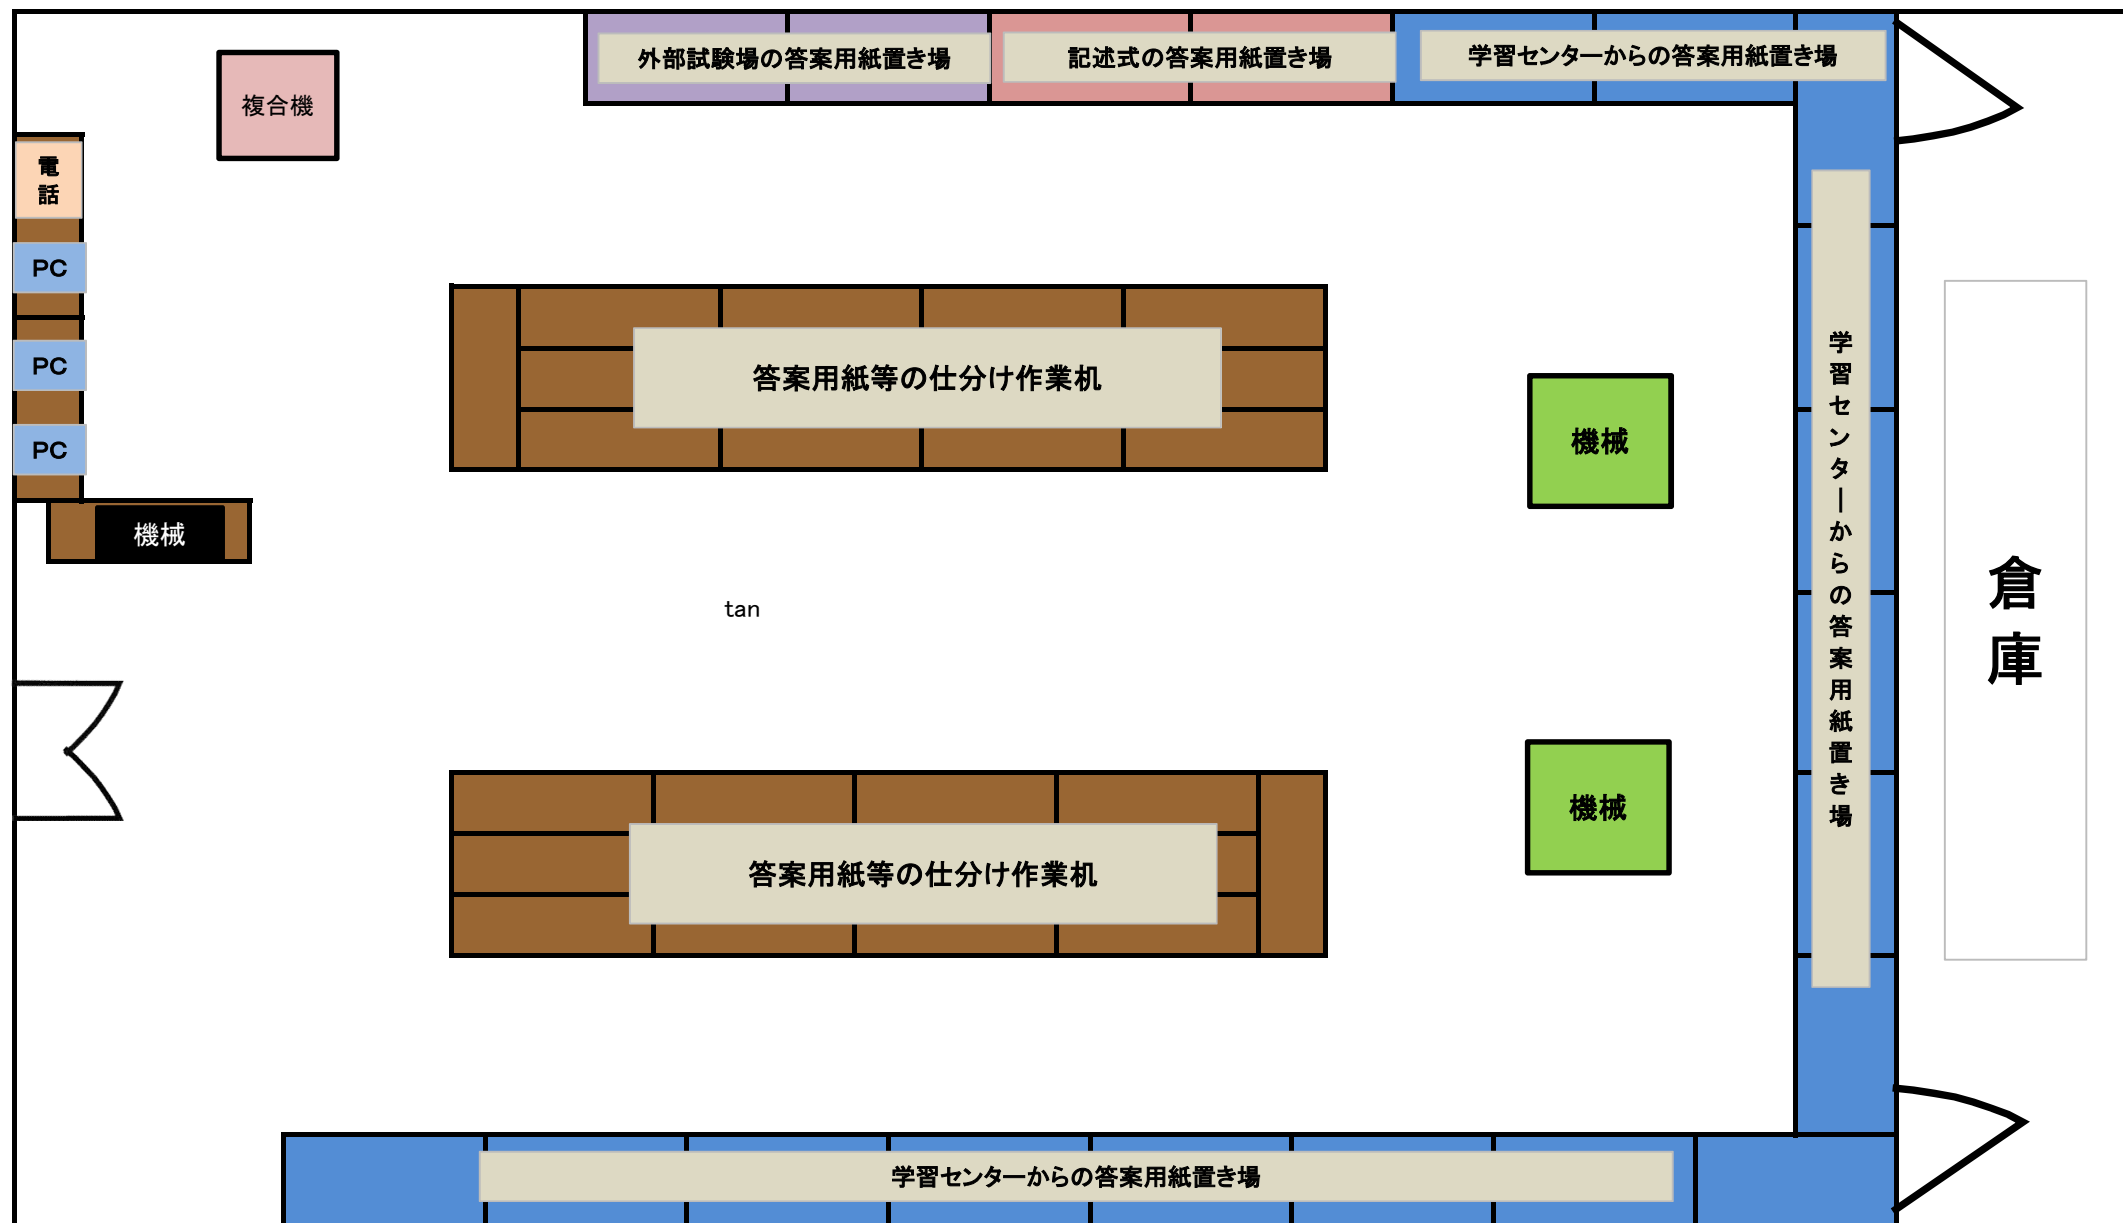 外部試験場の答案用紙置き場
記述式の答案用紙置き場
学習センターからの答案用紙置き場
複合機
電
話
PC
PC
PC
機械
答案用紙等の仕分け作業机
機械
学習センターからの答案用紙置き場
倉庫
tan
機械
答案用紙等の仕分け作業机
学習センターからの答案用紙置き場